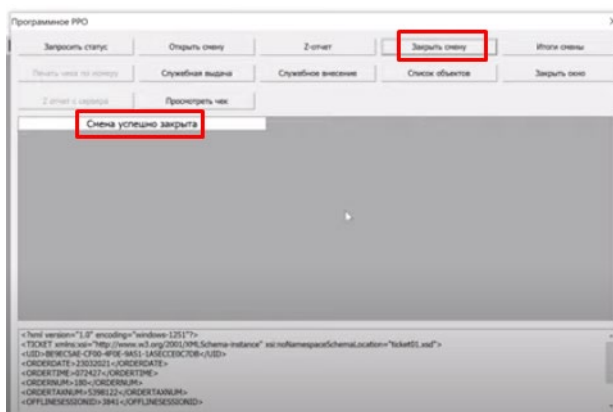 Программное РРО
Запросить статус Открыть смену Z-отчет Закрыть смену Итоги смены
Печать чека по номеру Служебная выдача Служебное внесение Список объектов Закрыть окно
Z отчет с сервера Просмотреть чек
Смена успешно закрыта
<?xml version="1.0" encoding="windows-1251"?>
<TICKET xmlns:xsi="http://www.w3.org/2001/XMLSchema-instance" xsi:noNamespaceSchemaLocation="ticket01.xsd">
<ORDERDATE>23032021</ORDERDATE>
<ORDERTIME>072427</ORDERTIME>
<ORDERNUM>180</ORDERNUM>
<ORDERTAXNUM>5398122</ORDERTAXNUM>
<OFFLINESESSIONID>3841</OFFLINESESSIONID>